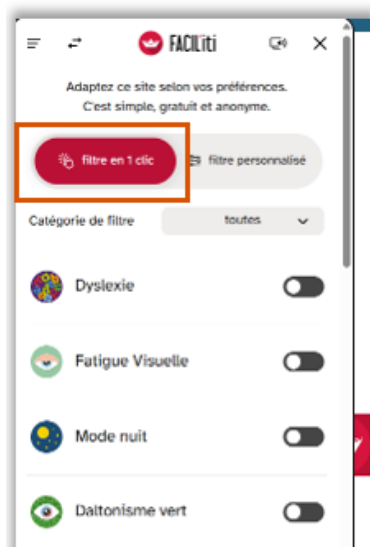 FACIL'iti
Adaptez ce site selon vos préférences.
C'est simple, gratuit et anonyme.
filtre en 1 clic
filtre personnalisé
Catégorie de filtre
toutes
Dyslexie
Fatigue Visuelle
Mode nuit
Daltonisme vert